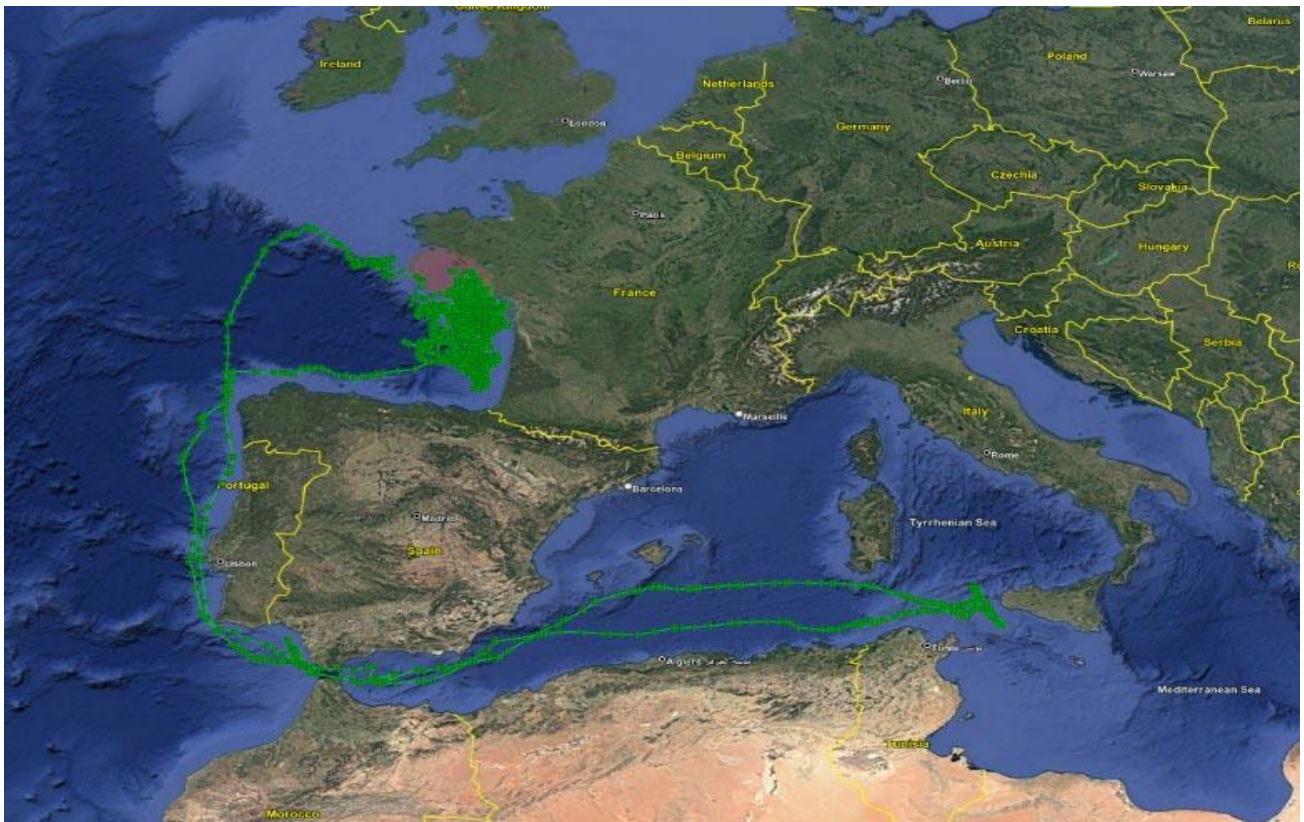 United Kingdom
Belarus
Ireland
Poland
Netherlands
Berlin
Warsaw
London
Germany
Belgium
Czechia
Slovakia
Paris
Austria
Hungary
France
Croatia
Serbia
Marseille
Italy
Rome
Portugal
Barcelona
Madrid
Spain
Tyrrhenian Sea
Lisbon
Algiers
Tunis تونس
Mediterranean Sea
Tunisia
Morocco